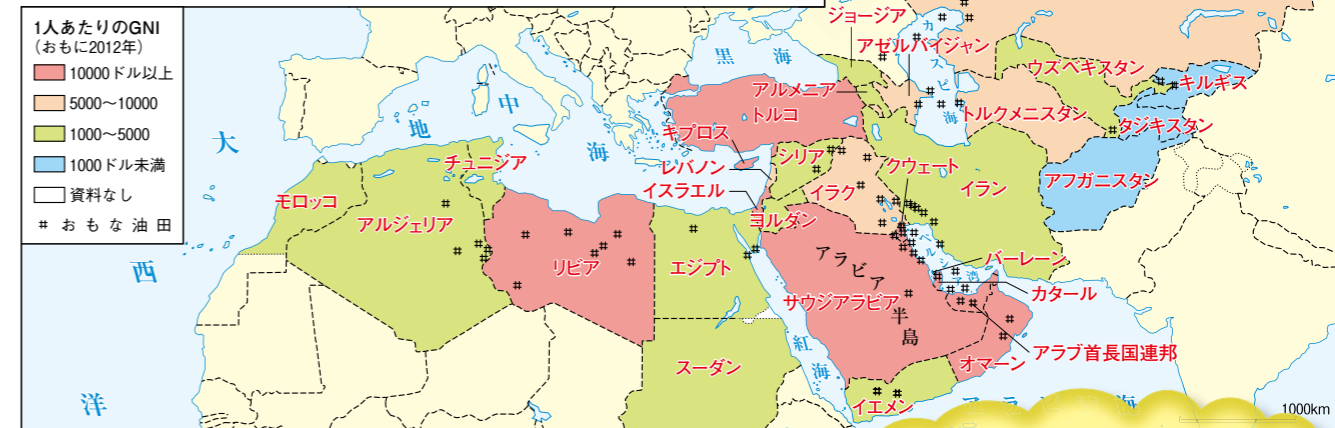 1人あたりのGNI
（おもに2012年）
10000ドル以上
5000〜10000
1000〜5000
1000ドル未満
資料なし
おもな油田
ジョージア
アゼルバイジャン
カスピ海
黒海
ウズベキスタン
キルギス
アルメニア
トルコ
トルクメニスタン
タジキスタン
大西洋
地中海
キプロス
チュニジア
レバノン
シリア
クウェート
イスラエル
イラク
イラン
アフガニスタン
モロッコ
アルジェリア
ヨルダン
リビア
エジプト
アラビア半島
ペルシア湾
バーレーン
カタール
サウジアラビア
紅海
アラブ首長国連邦
オマーン
スーダン
イエメン
海
1000km